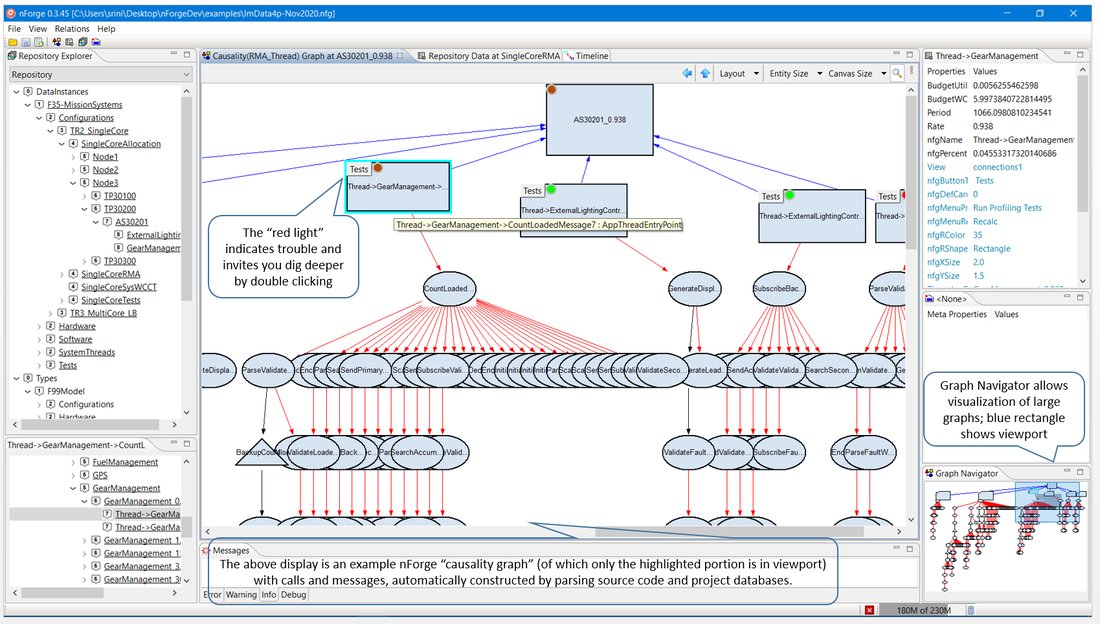 nForge 0.3.45 [C:\Users\srini\Desktop\nForgeDev\examples\ImData4p-Nov2020.nfg]
File View Relations Help
Repository Explorer
Repository
DataInstances
F35-MissionSystems
Configurations
TR2_SingleCore
SingleCoreAllocation
Node1
Node2
Node3
TP30100
TP30200
AS30201
ExternalLightin
GearManagem
TP30300
SingleCoreRMA
SingleCoreSysWCCT
SingleCoreTests
TR3_MultiCore_LB
Hardware
Software
SystemThreads
Tests
Types
F99Model
Configurations
Hardware
Thread->GearManagement->CountL
FuelManagement
GPS
GearManagement
GearManagement_0.
Thread->GearMa
Thread->GearMa
GearManagement_1.
GearManagement_1:
GearManagement_3.
GearManagement_3(
Causality(RMA_Thread) Graph at AS30201_0.938
Repository Data at SingleCoreRMA
Timeline
Layout Entity Size Canvas Size
AS30201_0.938
Tests
Thread->GearManagement->...
Tests
Thread->ExternalLightingContr...
Tests
Thread->ExternalLightingContr...
Tests
Thread->
Thread->GearManagement->CountLoadedMessage7 : AppThreadEntryPoint
The “red light”
indicates trouble and
invites you dig deeper
by double clicking
CountLoaded...
GenerateDispl...
SubscribeBac...
ParseValid
teDispla...
ParseValidate...
SendPrimary...
SubscribeVali...
ValidateSeco...
erateLead...
ValidateValida...
SearchSecon...
nValidate...
BackupCou
ValidateLoade...
Back...
SearchAccum...
eValid...
ValidateFault...
dValidate...
SubscribeFau...
ParseFaultW...
Messages
The above display is an example nForge “causality graph” (of which only the highlighted portion is in viewport)
with calls and messages, automatically constructed by parsing source code and project databases.
Error Warning Info Debug
Thread->GearManagement
Properties Values
BudgetUtil 0.0056255462598
BudgetWC 5.9973840722814495
Period 1066.0980810234541
Rate 0.938
nfgName Thread->GearManagement
nfgPercent 0.04553317320140686
View connections1
nfgButton1 Tests
nfgDefCard 0
nfgMenuPr Run Profiling Tests
nfgMenuRe Recalc
nfgRColor 35
nfgRShape Rectangle
nfgXSize 2.0
nfgYSize 1.5
<None>
Meta Properties Values
Graph Navigator allows
visualization of large
graphs; blue rectangle
shows viewport
Graph Navigator
180M of 230M